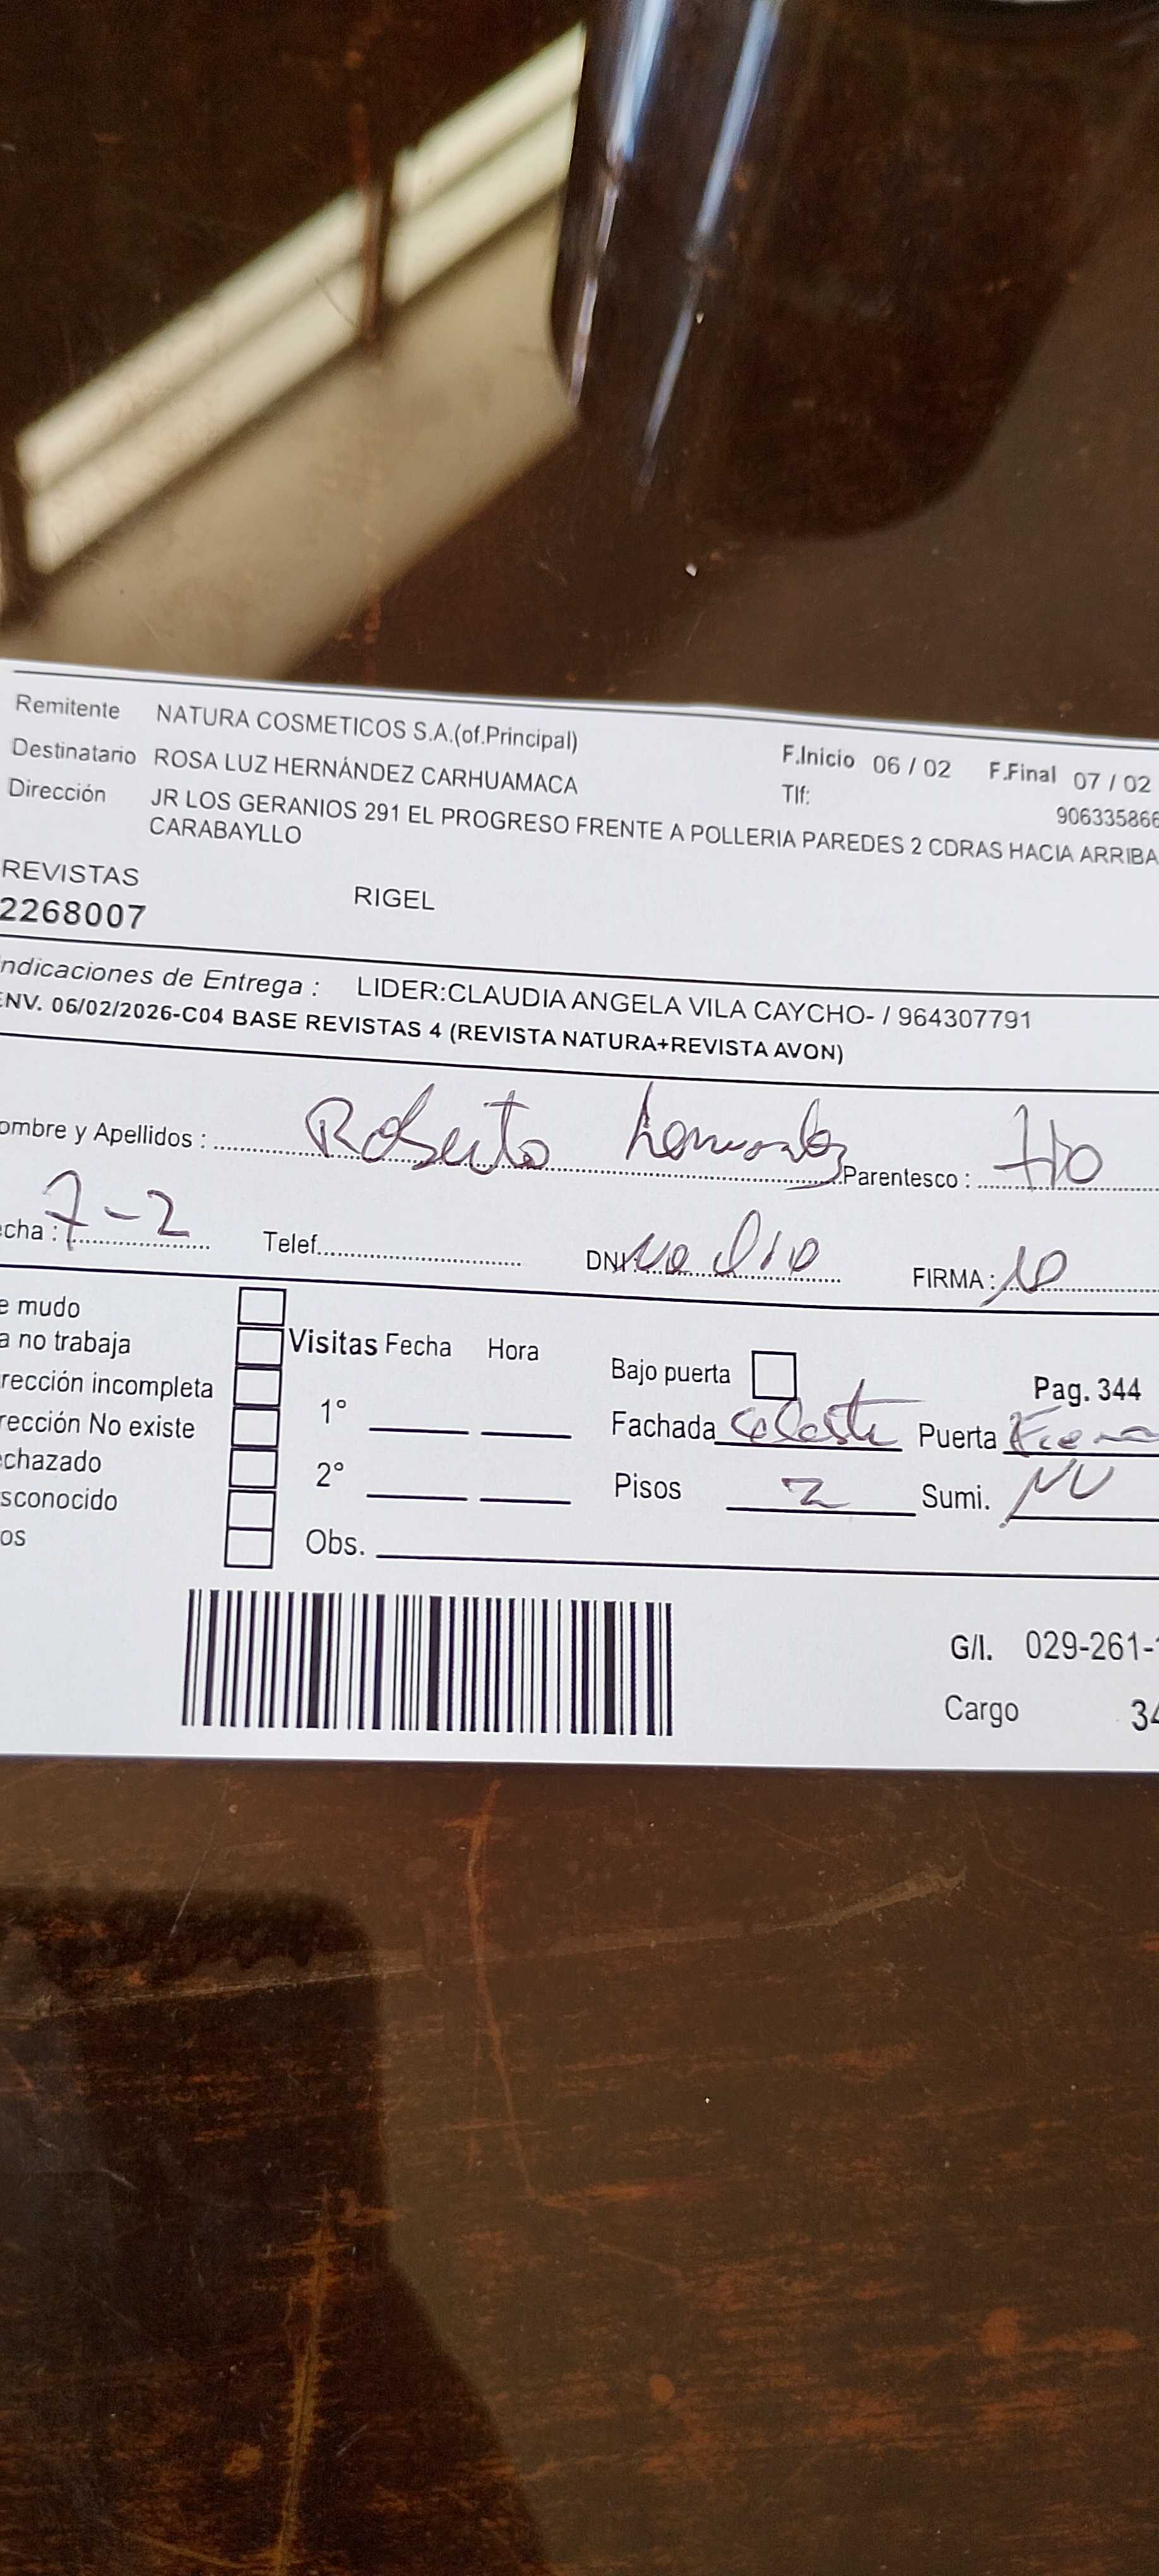 Remitente NATURA COSMETICOS S.A.(of.Principal) F.Inicio 06 / 02 F.Final 07 / 02
Destinatario ROSA LUZ HERNÁNDEZ CARHUAMACA Tlf: 906335866
Dirección JR LOS GERANIOS 291 EL PROGRESO FRENTE A POLLERIA PAREDES 2 CDRAS HACIA ARRIBA
CARABAYLLO
REVISTAS
2268007 RIGEL
ndicaciones de Entrega : LIDER:CLAUDIA ANGELA VILA CAYCHO- / 964307791
ENV. 06/02/2026-C04 BASE REVISTAS 4 (REVISTA NATURA+REVISTA AVON)
ombre y Apellidos : Roberto Parentesco :
cha : 7-2 Telef. DNI: no dio FIRMA :
e mudo
a no trabaja Visitas Fecha Hora Bajo puerta Pag. 344
rección incompleta 1° Fachada Celeste Puerta
rección No existe
chazado 2° Pisos 2 Sumi.
sconocido
os Obs.
G/I. 029-261-
Cargo 34